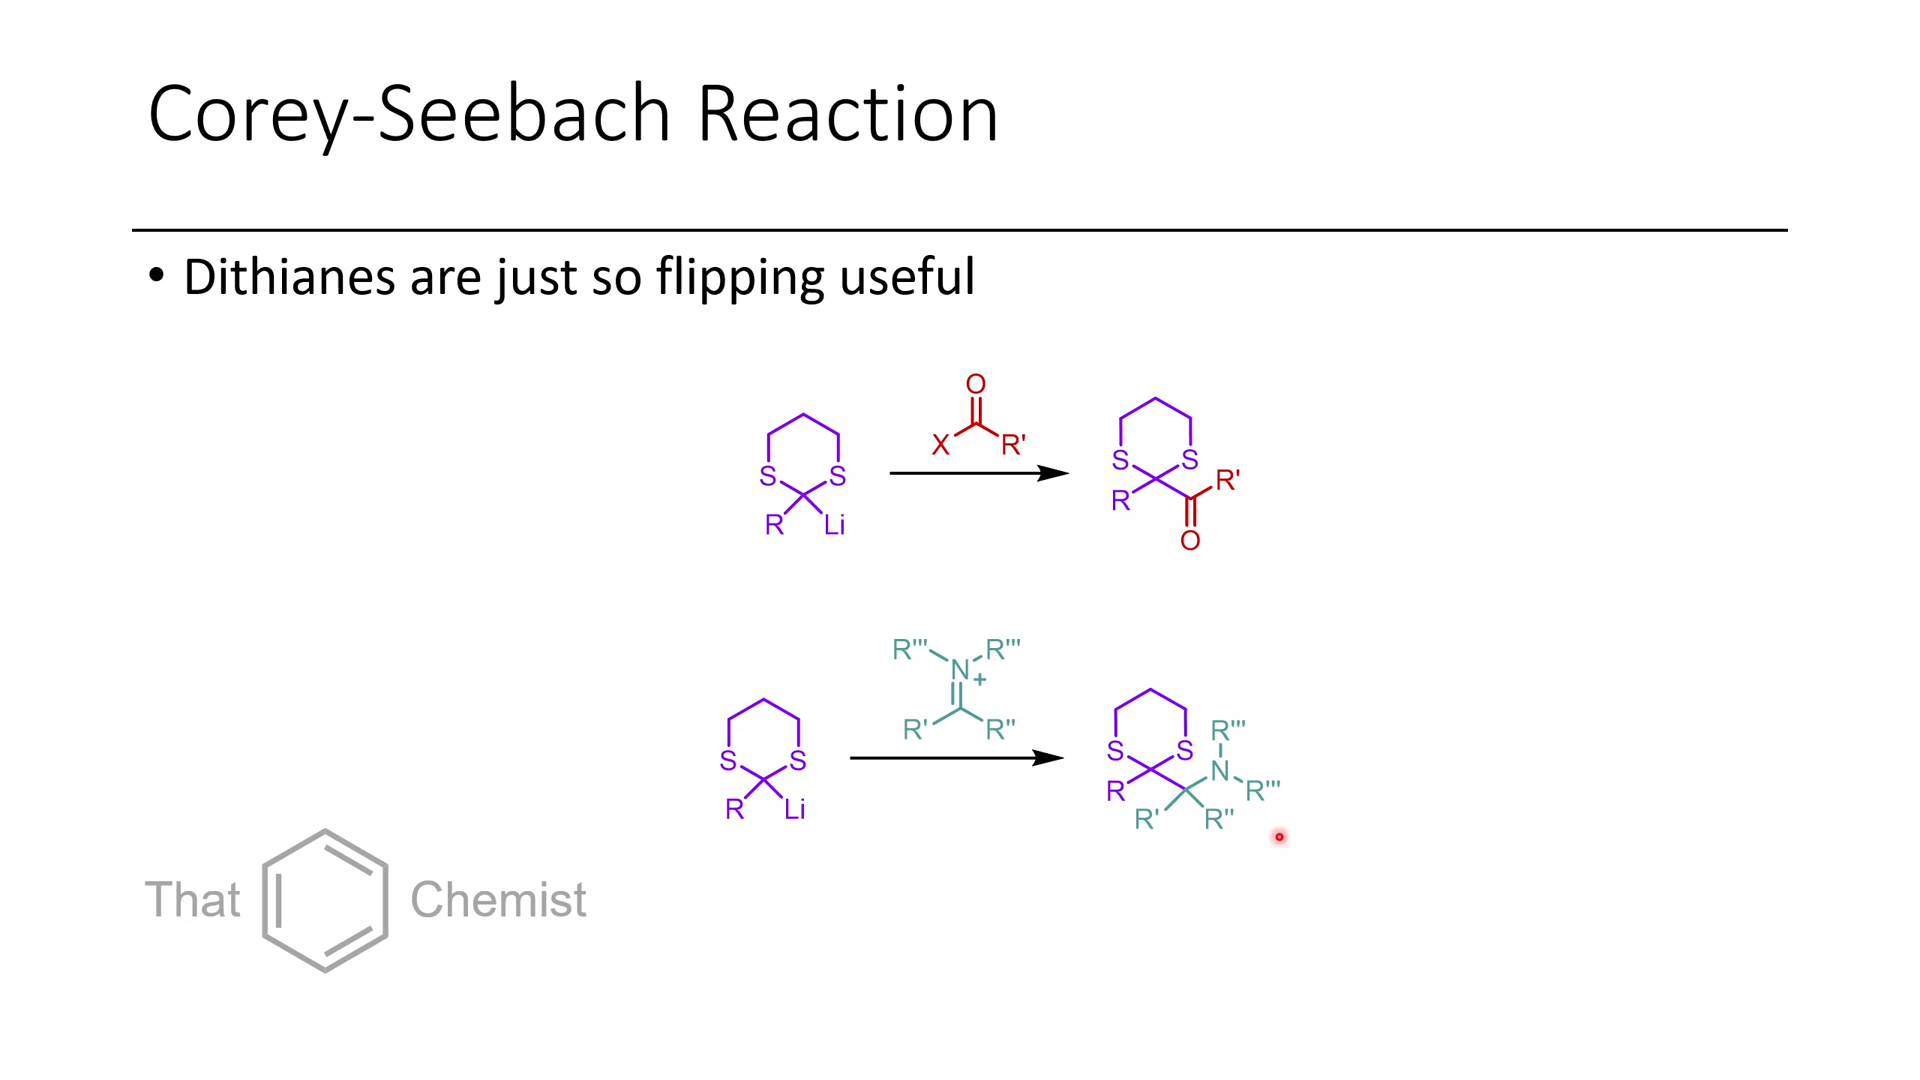 Corey-Seebach Reaction
• Dithianes are just so flipping useful
O
X R'
S S
R Li
S S
R R'
O
R''' R'''
N +
R' R''
S S
R Li
S S R'''
N
R R'''
R' R''
That Chemist